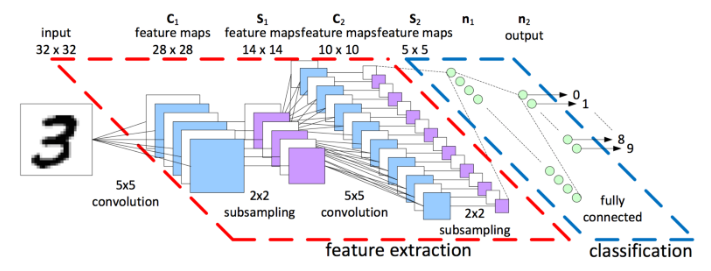 input
32 x 32
C1
feature maps
28 x 28
S1
feature maps
14 x 14
C2
feature maps
10 x 10
S2
feature maps
5 x 5
n1
n2
output
3
0
1
8
9
5x5
convolution
2x2
subsampling
5x5
convolution
2x2
subsampling
fully
connected
feature extraction
classification